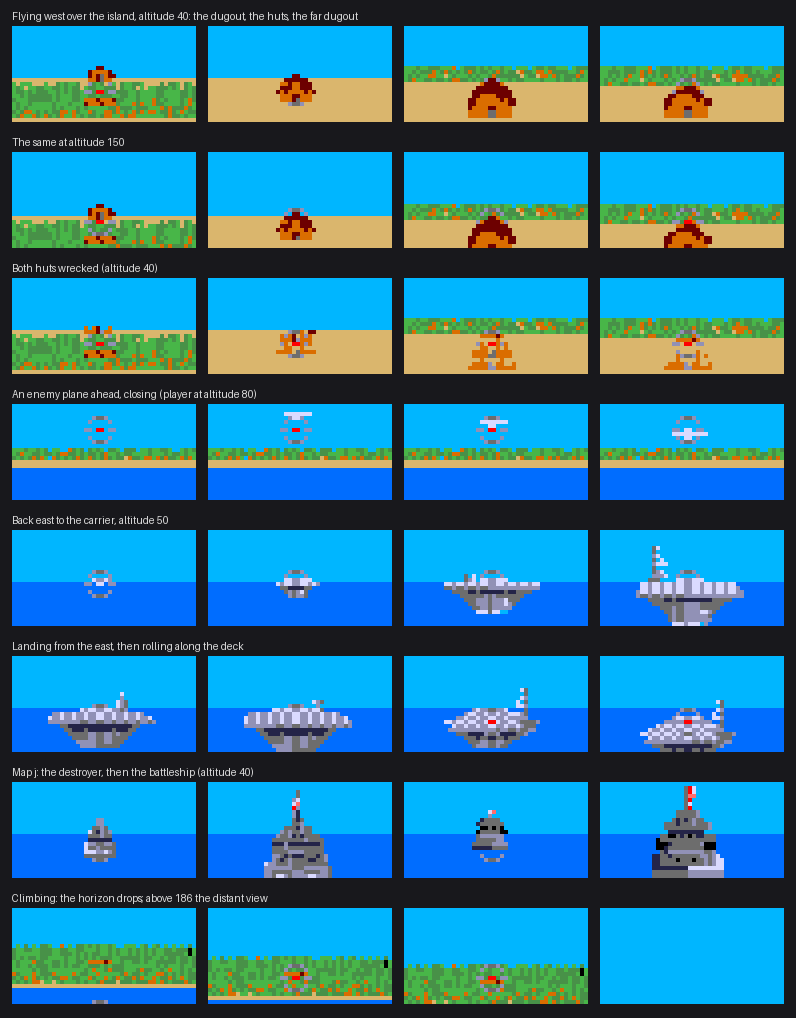 Flying west over the island, altitude 40: the dugout, the huts, the far dugout
The same at altitude 150
Both huts wrecked (altitude 40)
An enemy plane ahead, closing (player at altitude 80)
Back east to the carrier, altitude 50
Landing from the east, then rolling along the deck
Map j: the destroyer, then the battleship (altitude 40)
Climbing: the horizon drops; above 186 the distant view